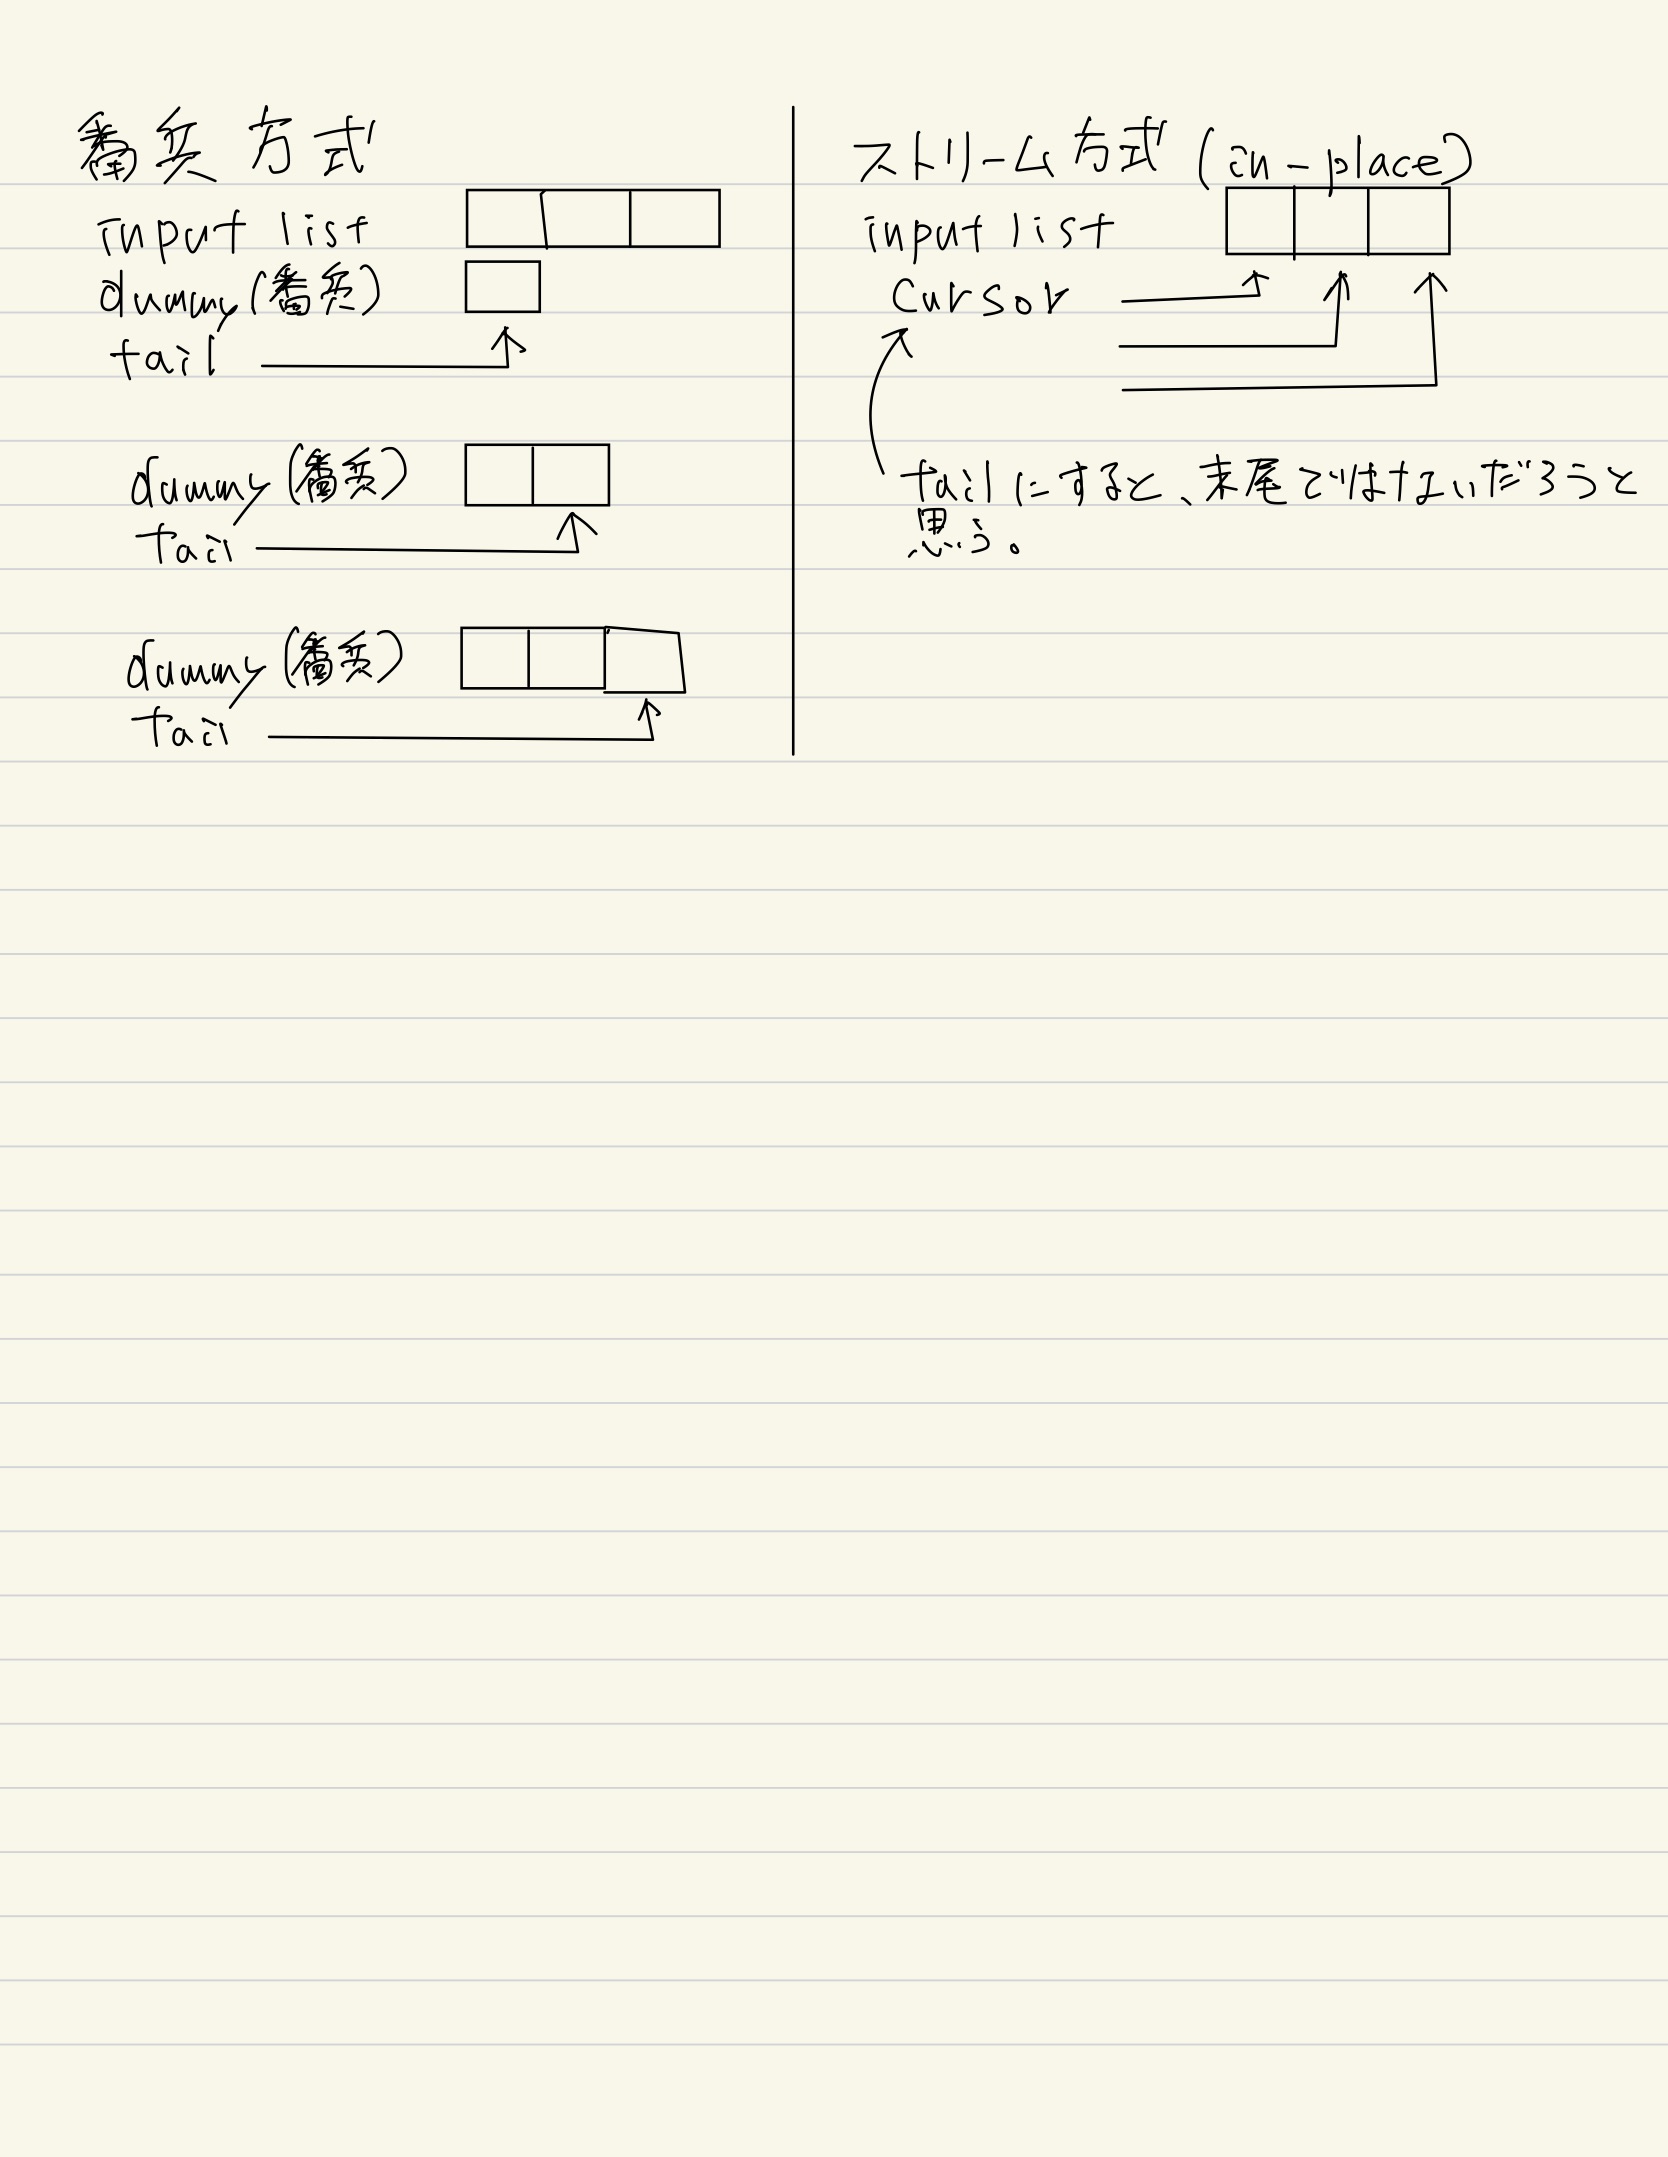 番兵方式
input list
dummy(番兵)
tail
dummy(番兵)
tail
dummy(番兵)
tail
ストリーム方式(in-place)
input list
cursor
tailにすると、末尾ではないだろうと
思う。